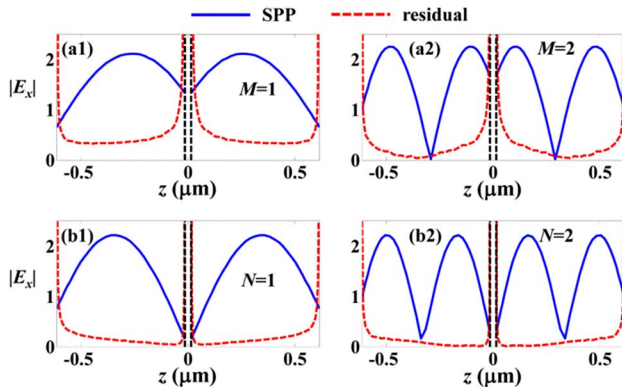 SPP residual
(a1) M=1
(a2) M=2
|Eₓ|
2
1
0
2
1
0
-0.5 0 0.5
-0.5 0 0.5
z (μm)
z (μm)
(b1) N=1
(b2) N=2
|Eₓ|
2
1
0
2
1
0
-0.5 0 0.5
-0.5 0 0.5
z (μm)
z (μm)